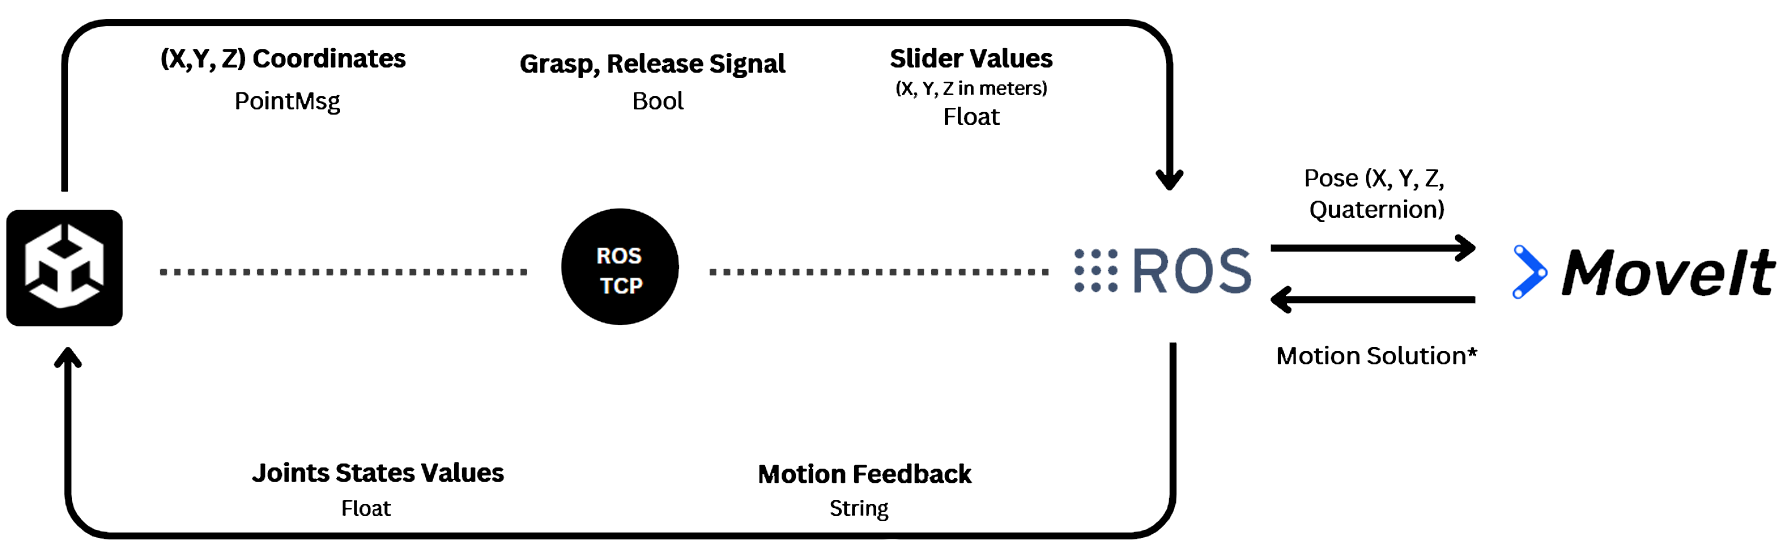 (X,Y, Z) Coordinates
PointMsg
Grasp, Release Signal
Bool
Slider Values
(X, Y, Z in meters)
Float
Pose (X, Y, Z,
Quaternion)
ROS
TCP
ROS
MoveIt
Motion Solution*
Joints States Values
Float
Motion Feedback
String